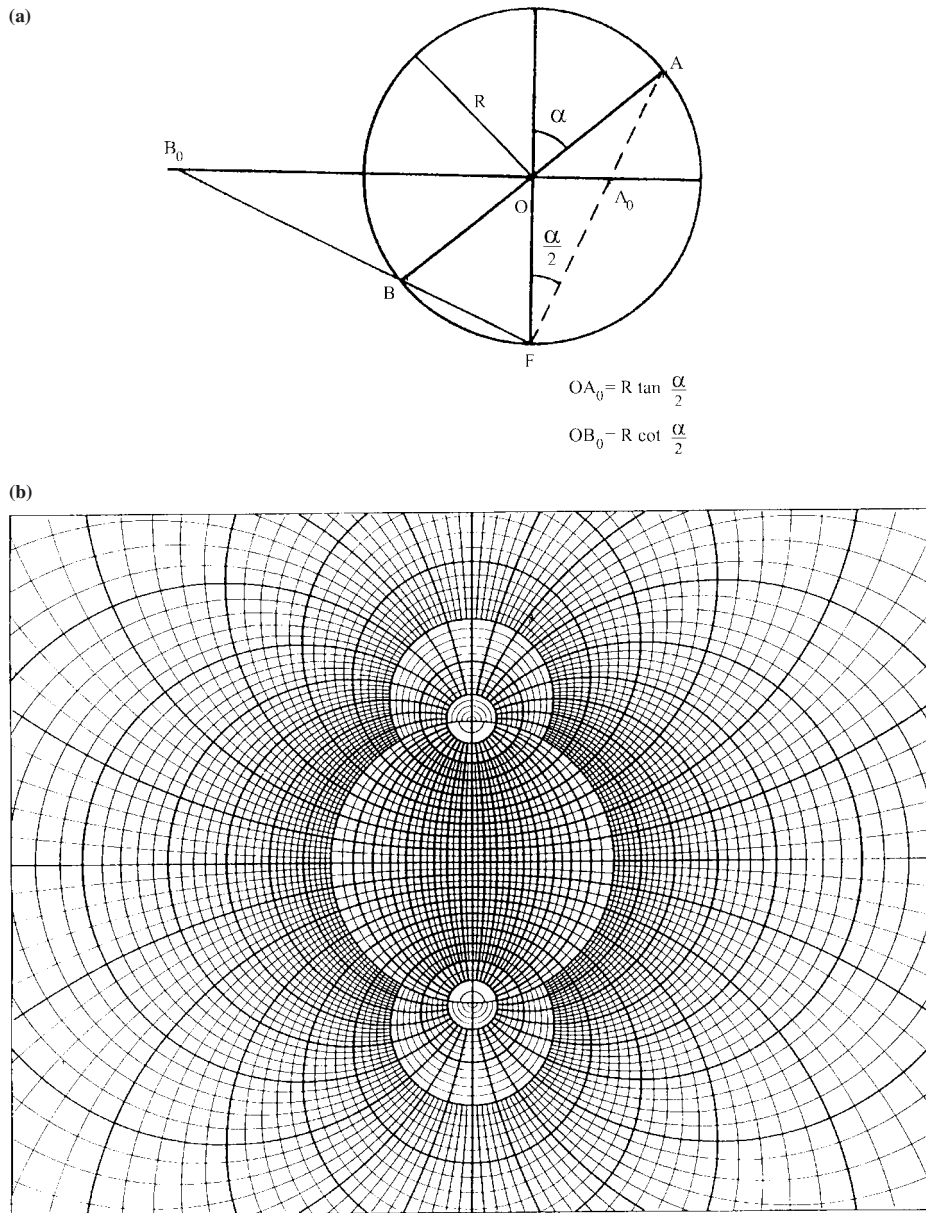 (a)
A
R
α
B₀
O
A₀
α/2
B
F
OA₀ = R tan α/2
OB₀ = R cot α/2
(b)